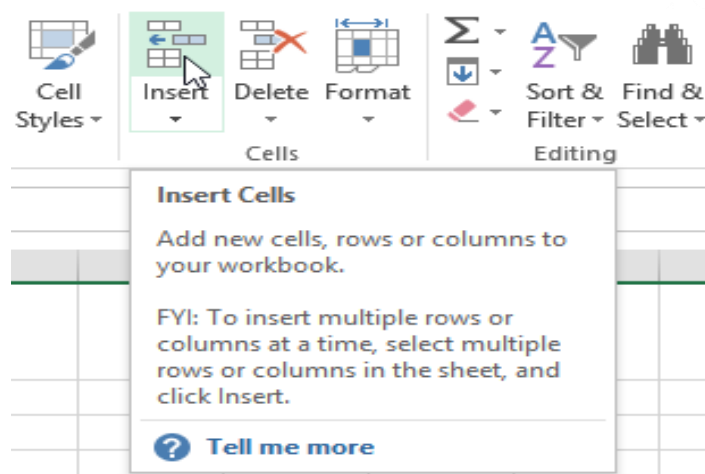 Cell
Styles
Insert
Delete
Format
Sort &
Filter
Find &
Select
Cells
Editing
Insert Cells
Add new cells, rows or columns to
your workbook.
FYI: To insert multiple rows or
columns at a time, select multiple
rows or columns in the sheet, and
click Insert.
Tell me more